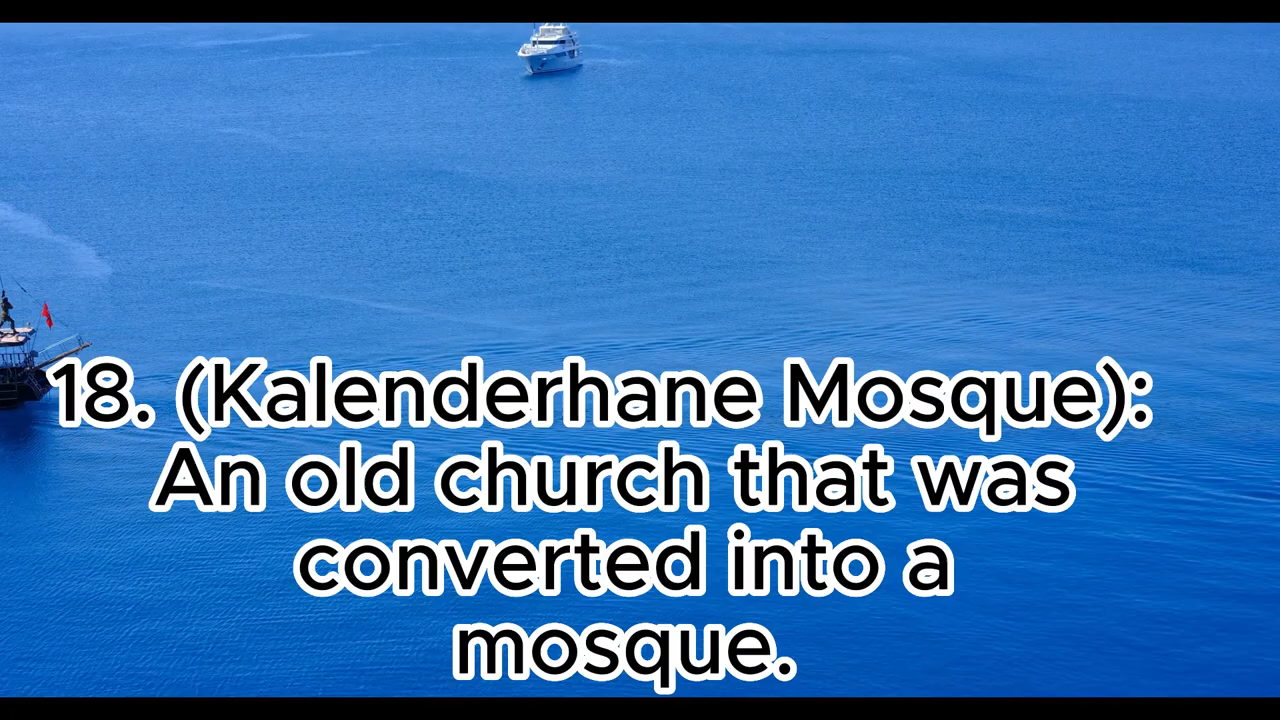 18. (Kalenderhane Mosque):
An old church that was
converted into a
mosque.